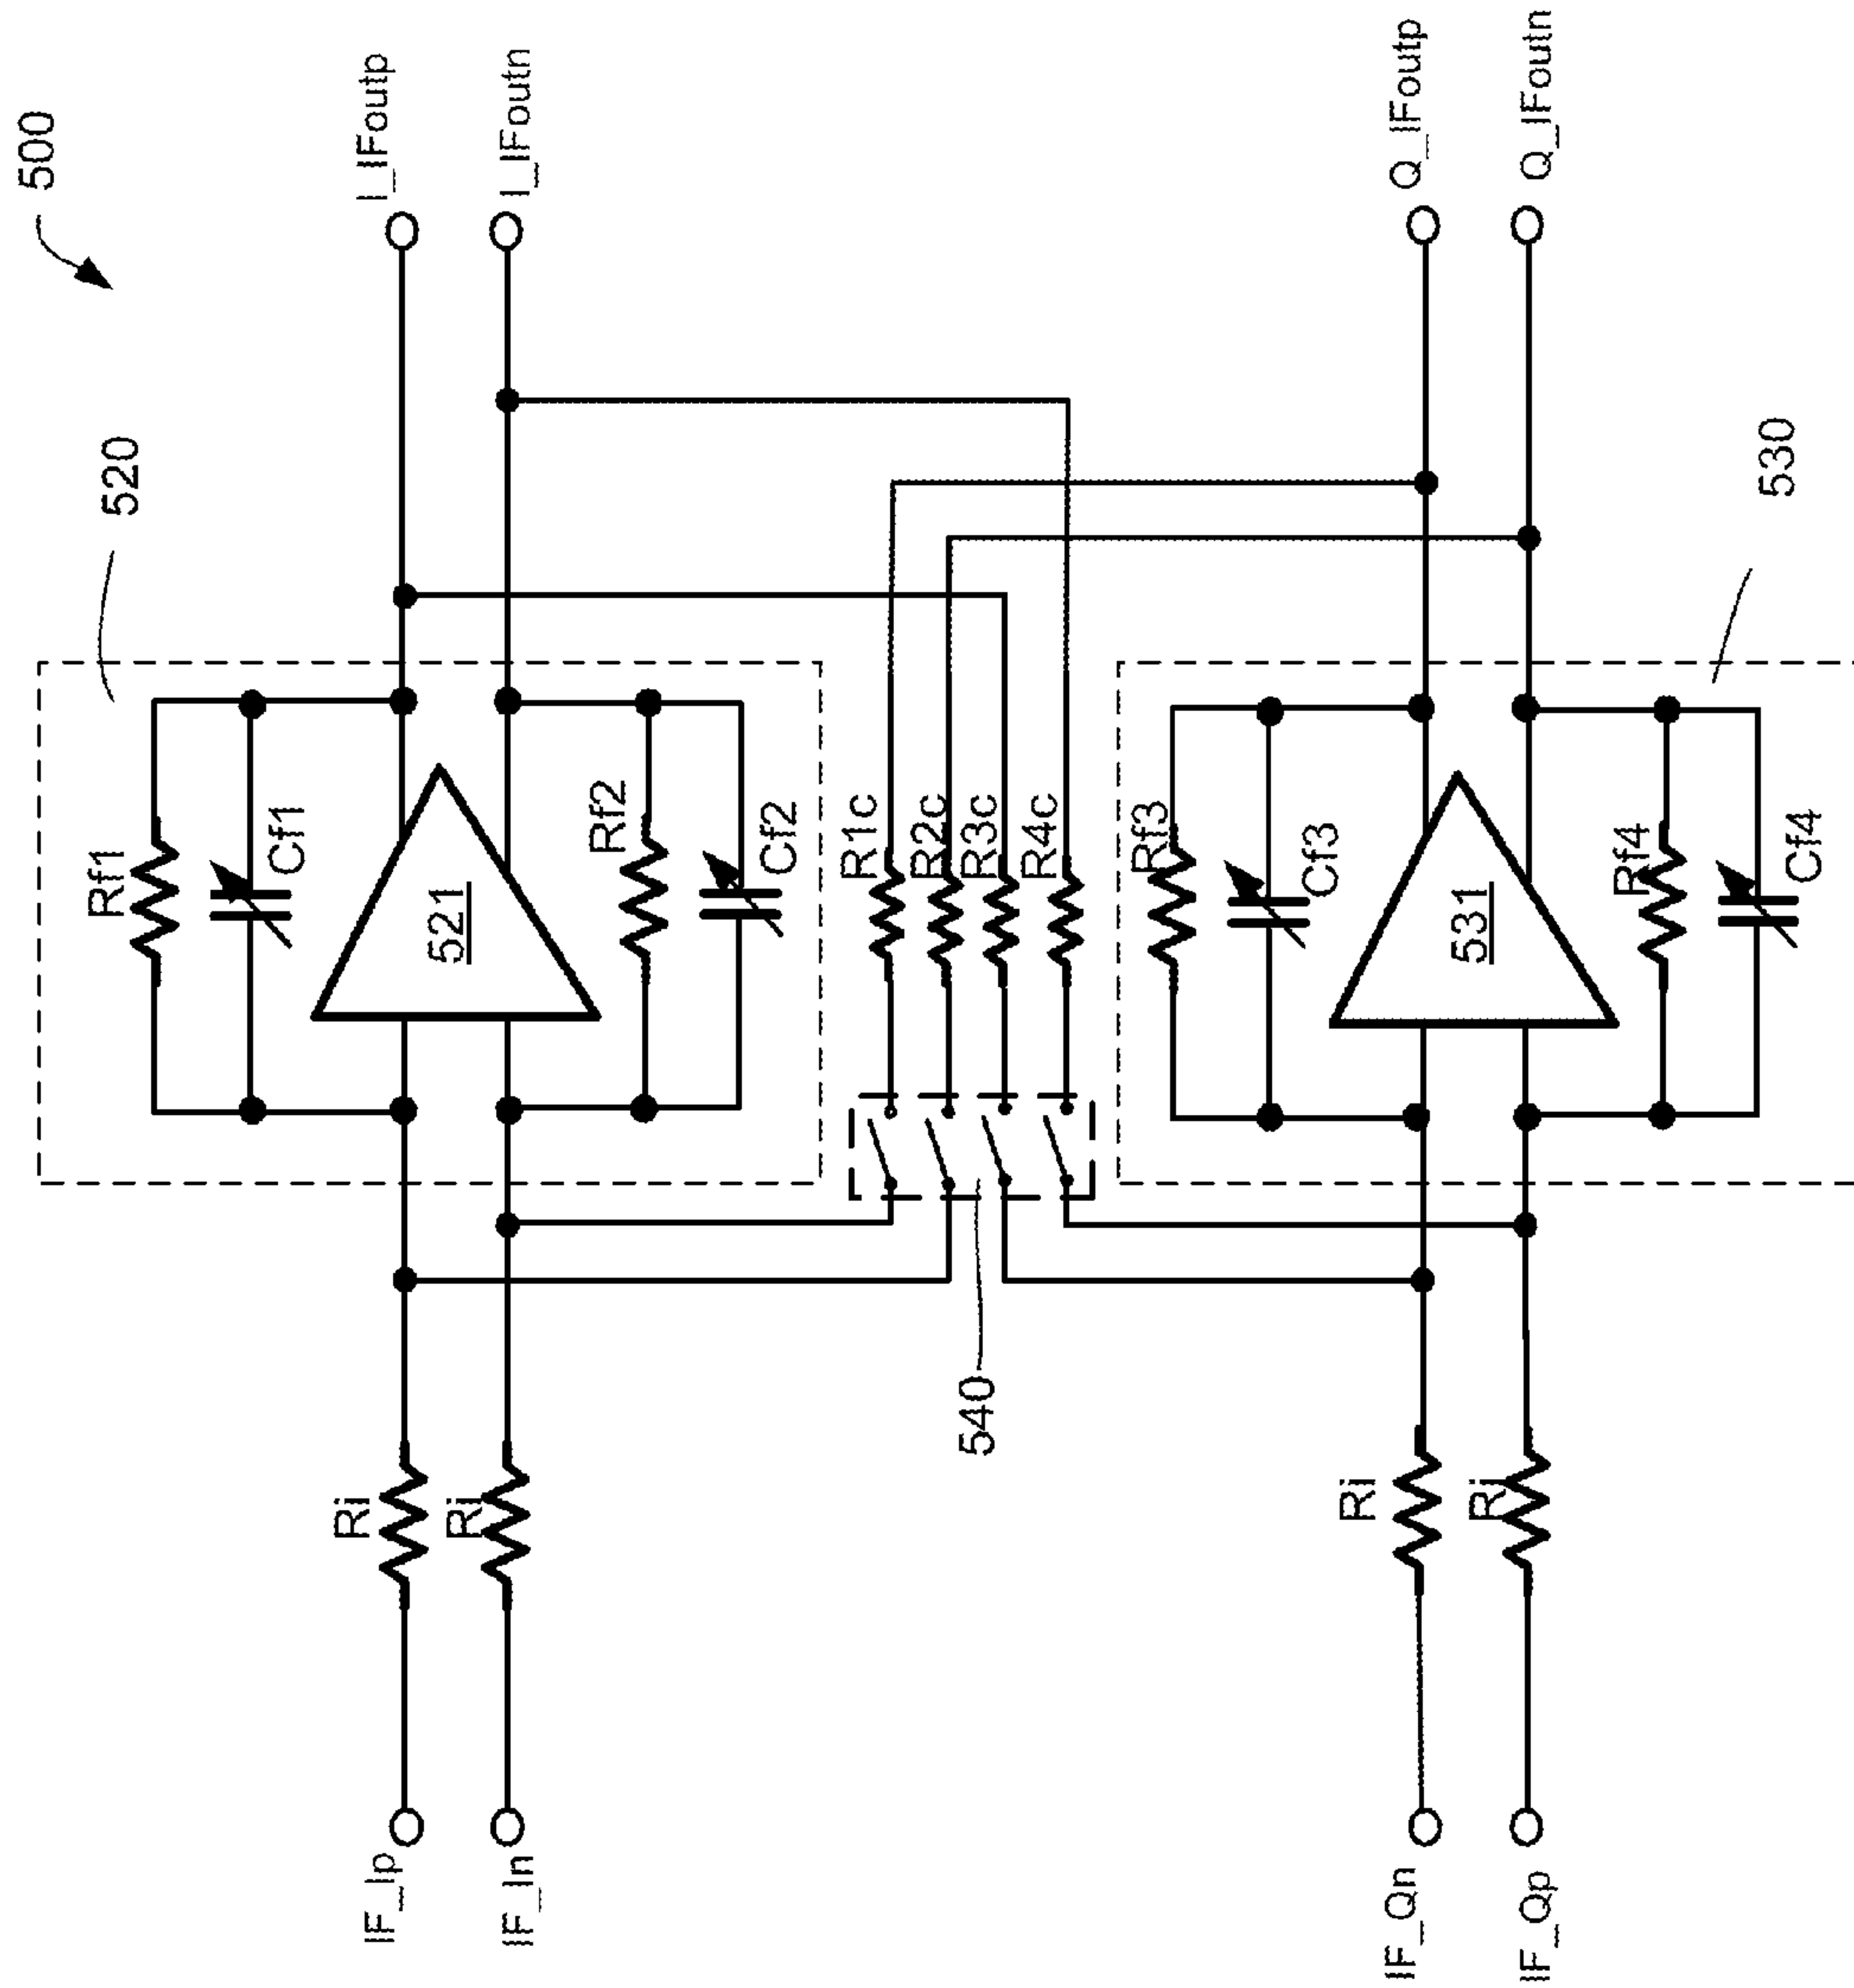 500
520
Rf1
Cf1
521
Rf2
Cf2
I_IFoutp
I_IFoutn
IF_Ip
IF_In
Ri
Ri
R1c
R2c
R3c
R4c
540
530
Rf3
Cf3
531
Rf4
Cf4
Ri
Ri
IF_Qn
IF_Qp
Q_IFoutp
Q_IFoutn